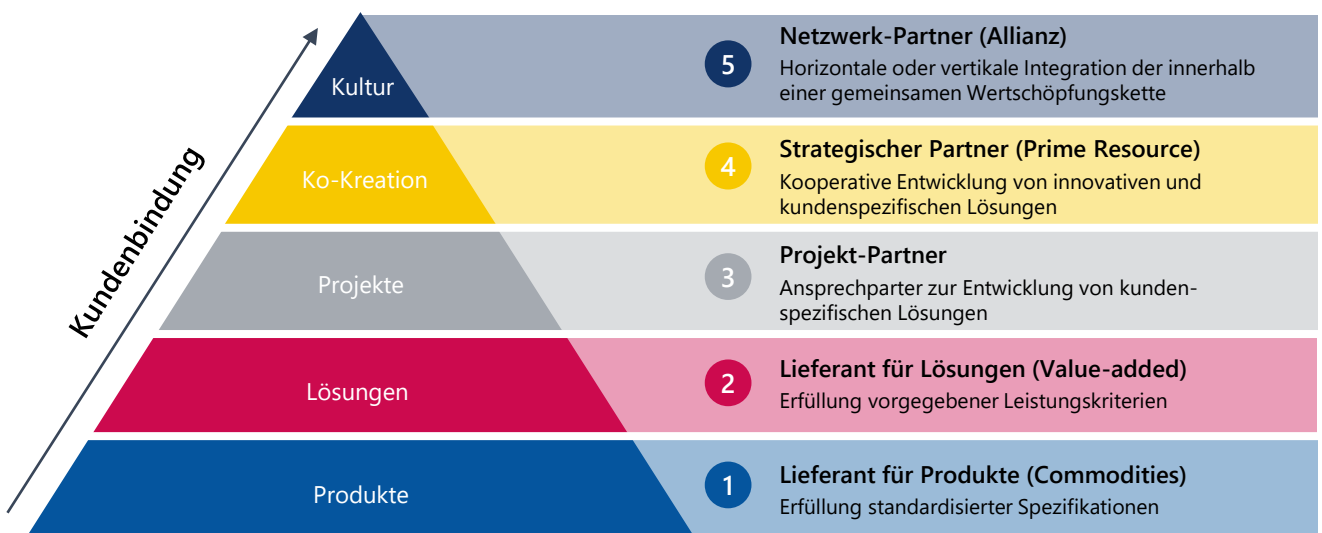 Kundenbindung
Kultur
5
Netzwerk-Partner (Allianz)
Horizontale oder vertikale Integration der innerhalb
einer gemeinsamen Wertschöpfungskette
Ko-Kreation
4
Strategischer Partner (Prime Resource)
Kooperative Entwicklung von innovativen und
kundenspezifischen Lösungen
Projekte
3
Projekt-Partner
Ansprechparter zur Entwicklung von kunden-
spezifischen Lösungen
Lösungen
2
Lieferant für Lösungen (Value-added)
Erfüllung vorgegebener Leistungskriterien
Produkte
1
Lieferant für Produkte (Commodities)
Erfüllung standardisierter Spezifikationen